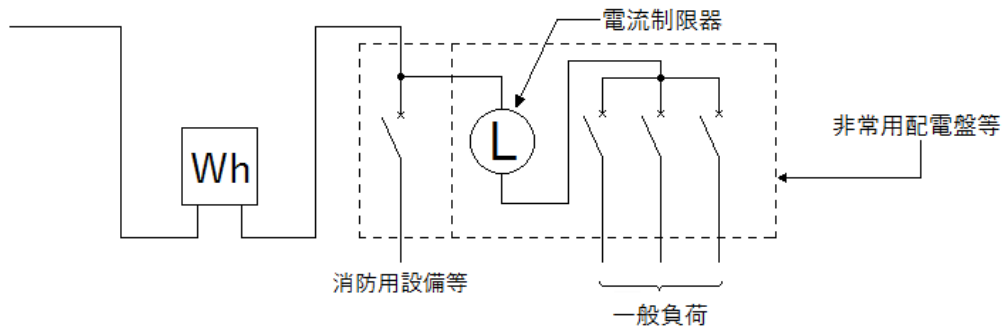 電流制限器
非常用配電盤等
Wh
L
消防用設備等
一般負荷